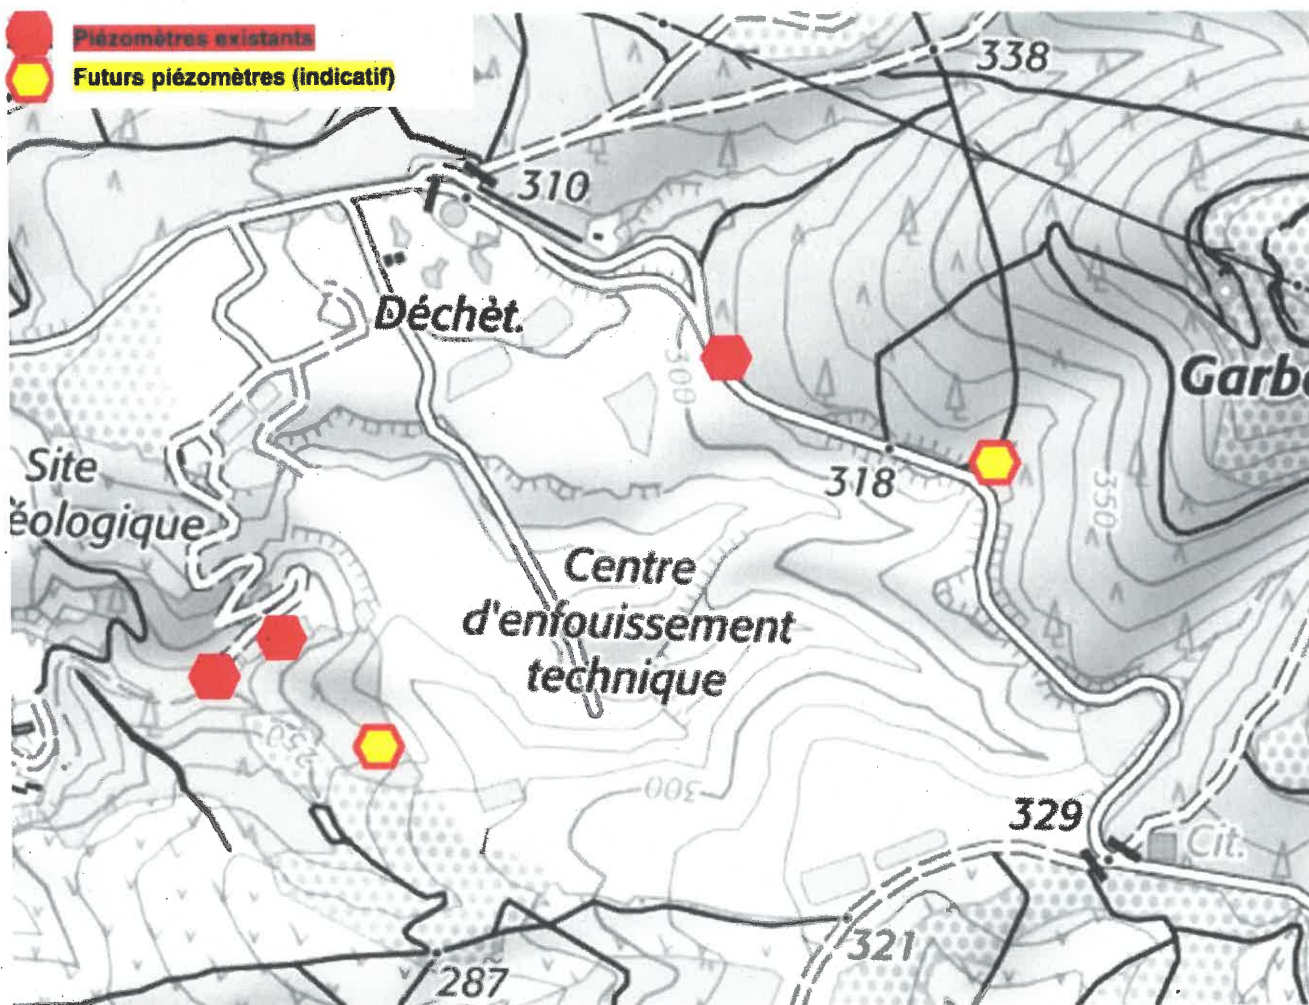 Piézomètres existants
Futurs piézomètres (indicatif)
338
310
Déchèt.
300
Garb
318
350
Site
éologique
Centre
d'enfouissement
technique
250
300
329
Cit.
321
287